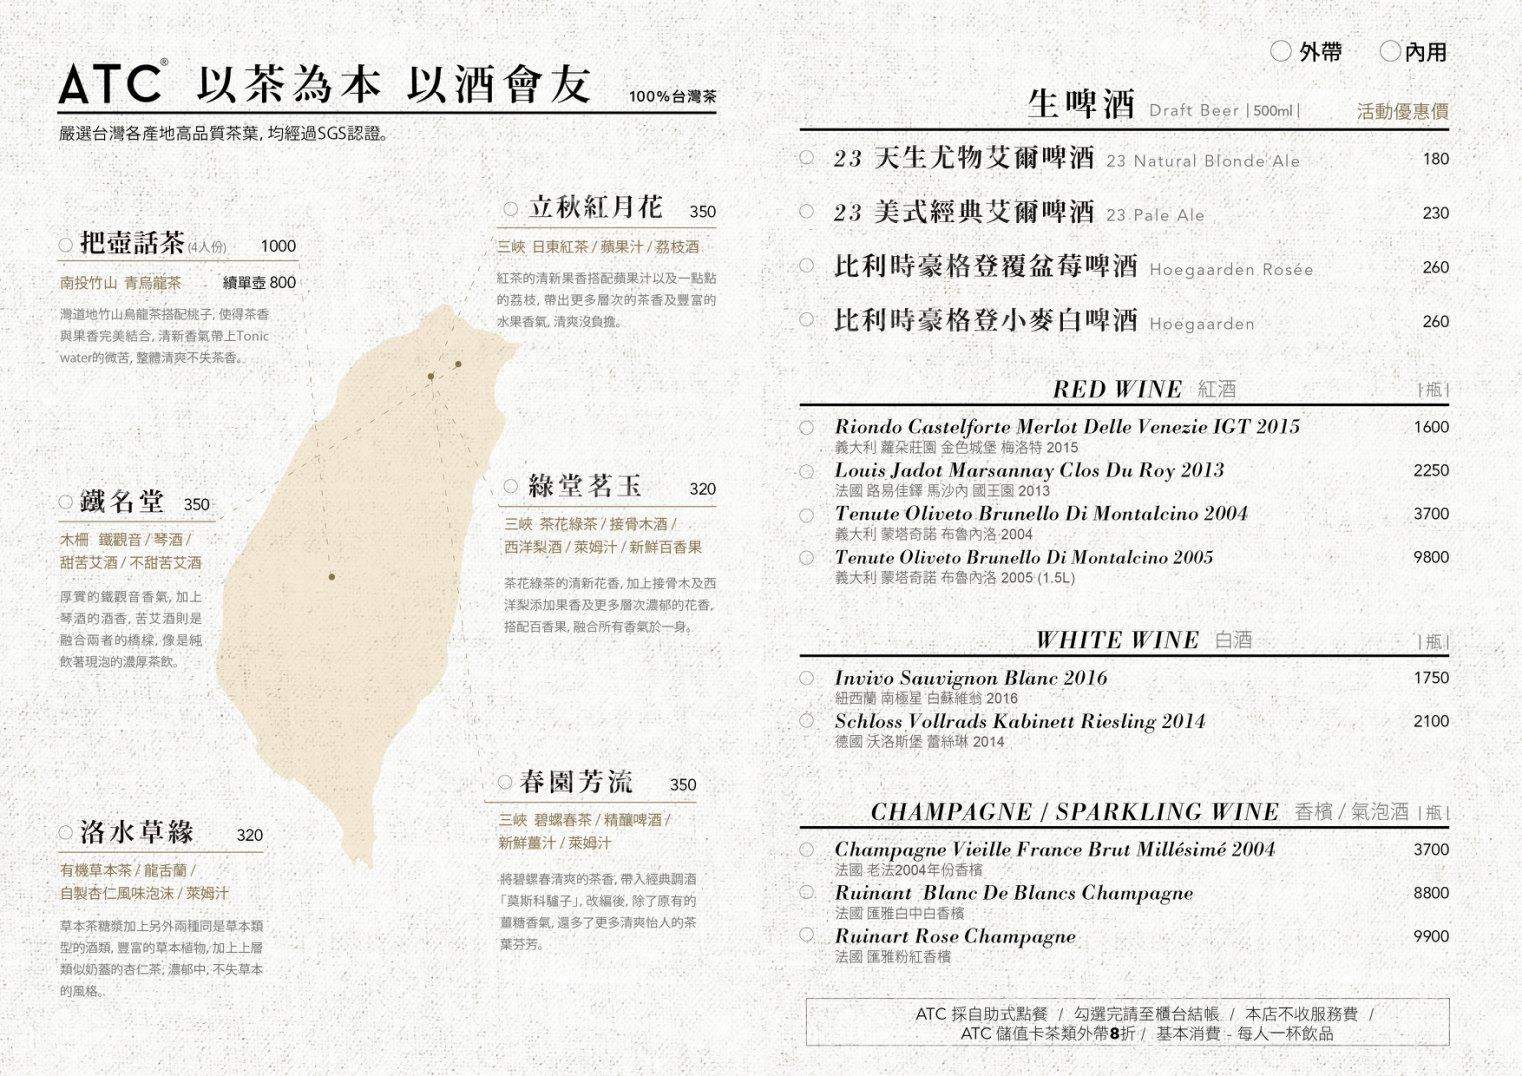 ATC® 以茶為本 以酒會友 100%台灣茶
嚴選台灣各產地高品質茶葉, 均經過SGS認證。
把壺話茶(4人份) 1000
南投竹山 青烏龍茶 續單壺 800
灣道地竹山烏龍茶搭配桃子, 使得茶香
與果香完美結合, 清新香氣帶上Tonic
water的微苦, 整體清爽不失茶香。
立秋紅月花 350
三峽 日東紅茶 / 蘋果汁 / 荔枝酒
紅茶的清新果香搭配蘋果汁以及一點點
的荔枝, 帶出更多層次的茶香及豐富的
水果香氣, 清爽沒負擔。
鐵名堂 350
木柵 鐵觀音 / 琴酒 /
甜苦艾酒 / 不甜苦艾酒
厚實的鐵觀音香氣, 加上
琴酒的酒香, 苦艾酒則是
融合兩者的橋樑, 像是純
飲著現泡的濃厚茶飲。
綠堂茗玉 320
三峽 茶花綠茶 / 接骨木酒 /
西洋梨酒 / 萊姆汁 / 新鮮百香果
茶花綠茶的清新花香, 加上接骨木及西
洋梨添加果香及更多層次濃郁的花香,
搭配百香果, 融合所有香氣於一身。
洛水草緣 320
有機草本茶 / 龍舌蘭 /
自製杏仁風味泡沫 / 萊姆汁
草本茶糖漿加上另外兩種同是草本類
型的酒類, 豐富的草本植物, 加上上層
類似奶蓋的杏仁茶, 濃郁中, 不失草本
的風格。
春園芳流 350
三峽 碧螺春茶 / 精釀啤酒 /
新鮮薑汁 / 萊姆汁
將碧螺春清爽的茶香, 帶入經典調酒
「莫斯科驢子」, 改編後, 除了原有的
薑糖香氣, 還多了更多清爽怡人的茶
葉芬芳。
外帶 內用
生啤酒 Draft Beer |500ml| 活動優惠價
23 天生尤物艾爾啤酒 23 Natural Blonde Ale 180
23 美式經典艾爾啤酒 23 Pale Ale 230
比利時豪格登覆盆莓啤酒 Hoegaarden Rosée 260
比利時豪格登小麥白啤酒 Hoegaarden 260
RED WINE 紅酒 |瓶|
Riondo Castelforte Merlot Delle Venezie IGT 2015 1600
義大利 蘿朵莊園 金色城堡 梅洛特 2015
Louis Jadot Marsannay Clos Du Roy 2013 2250
法國 路易佳鐸 馬沙內 國王園 2013
Tenute Oliveto Brunello Di Montalcino 2004 3700
義大利 蒙塔奇諾 布魯內洛 2004
Tenute Oliveto Brunello Di Montalcino 2005 9800
義大利 蒙塔奇諾 布魯內洛 2005 (1.5L)
WHITE WINE 白酒 |瓶|
Invivo Sauvignon Blanc 2016 1750
紐西蘭 南極星 白蘇維翁 2016
Schloss Vollrads Kabinett Riesling 2014 2100
德國 沃洛斯堡 蕾絲琳 2014
CHAMPAGNE / SPARKLING WINE 香檳 / 氣泡酒 |瓶|
Champagne Vieille France Brut Millésimé 2004 3700
法國 老法2004年份香檳
Ruinant Blanc De Blancs Champagne 8800
法國 匯雅白中白香檳
Ruinart Rose Champagne 9900
法國 匯雅粉紅香檳
ATC 採自助式點餐 / 勾選完請至櫃台結帳 / 本店不收服務費 /
ATC 儲值卡茶類外帶8折 / 基本消費 - 每人一杯飲品